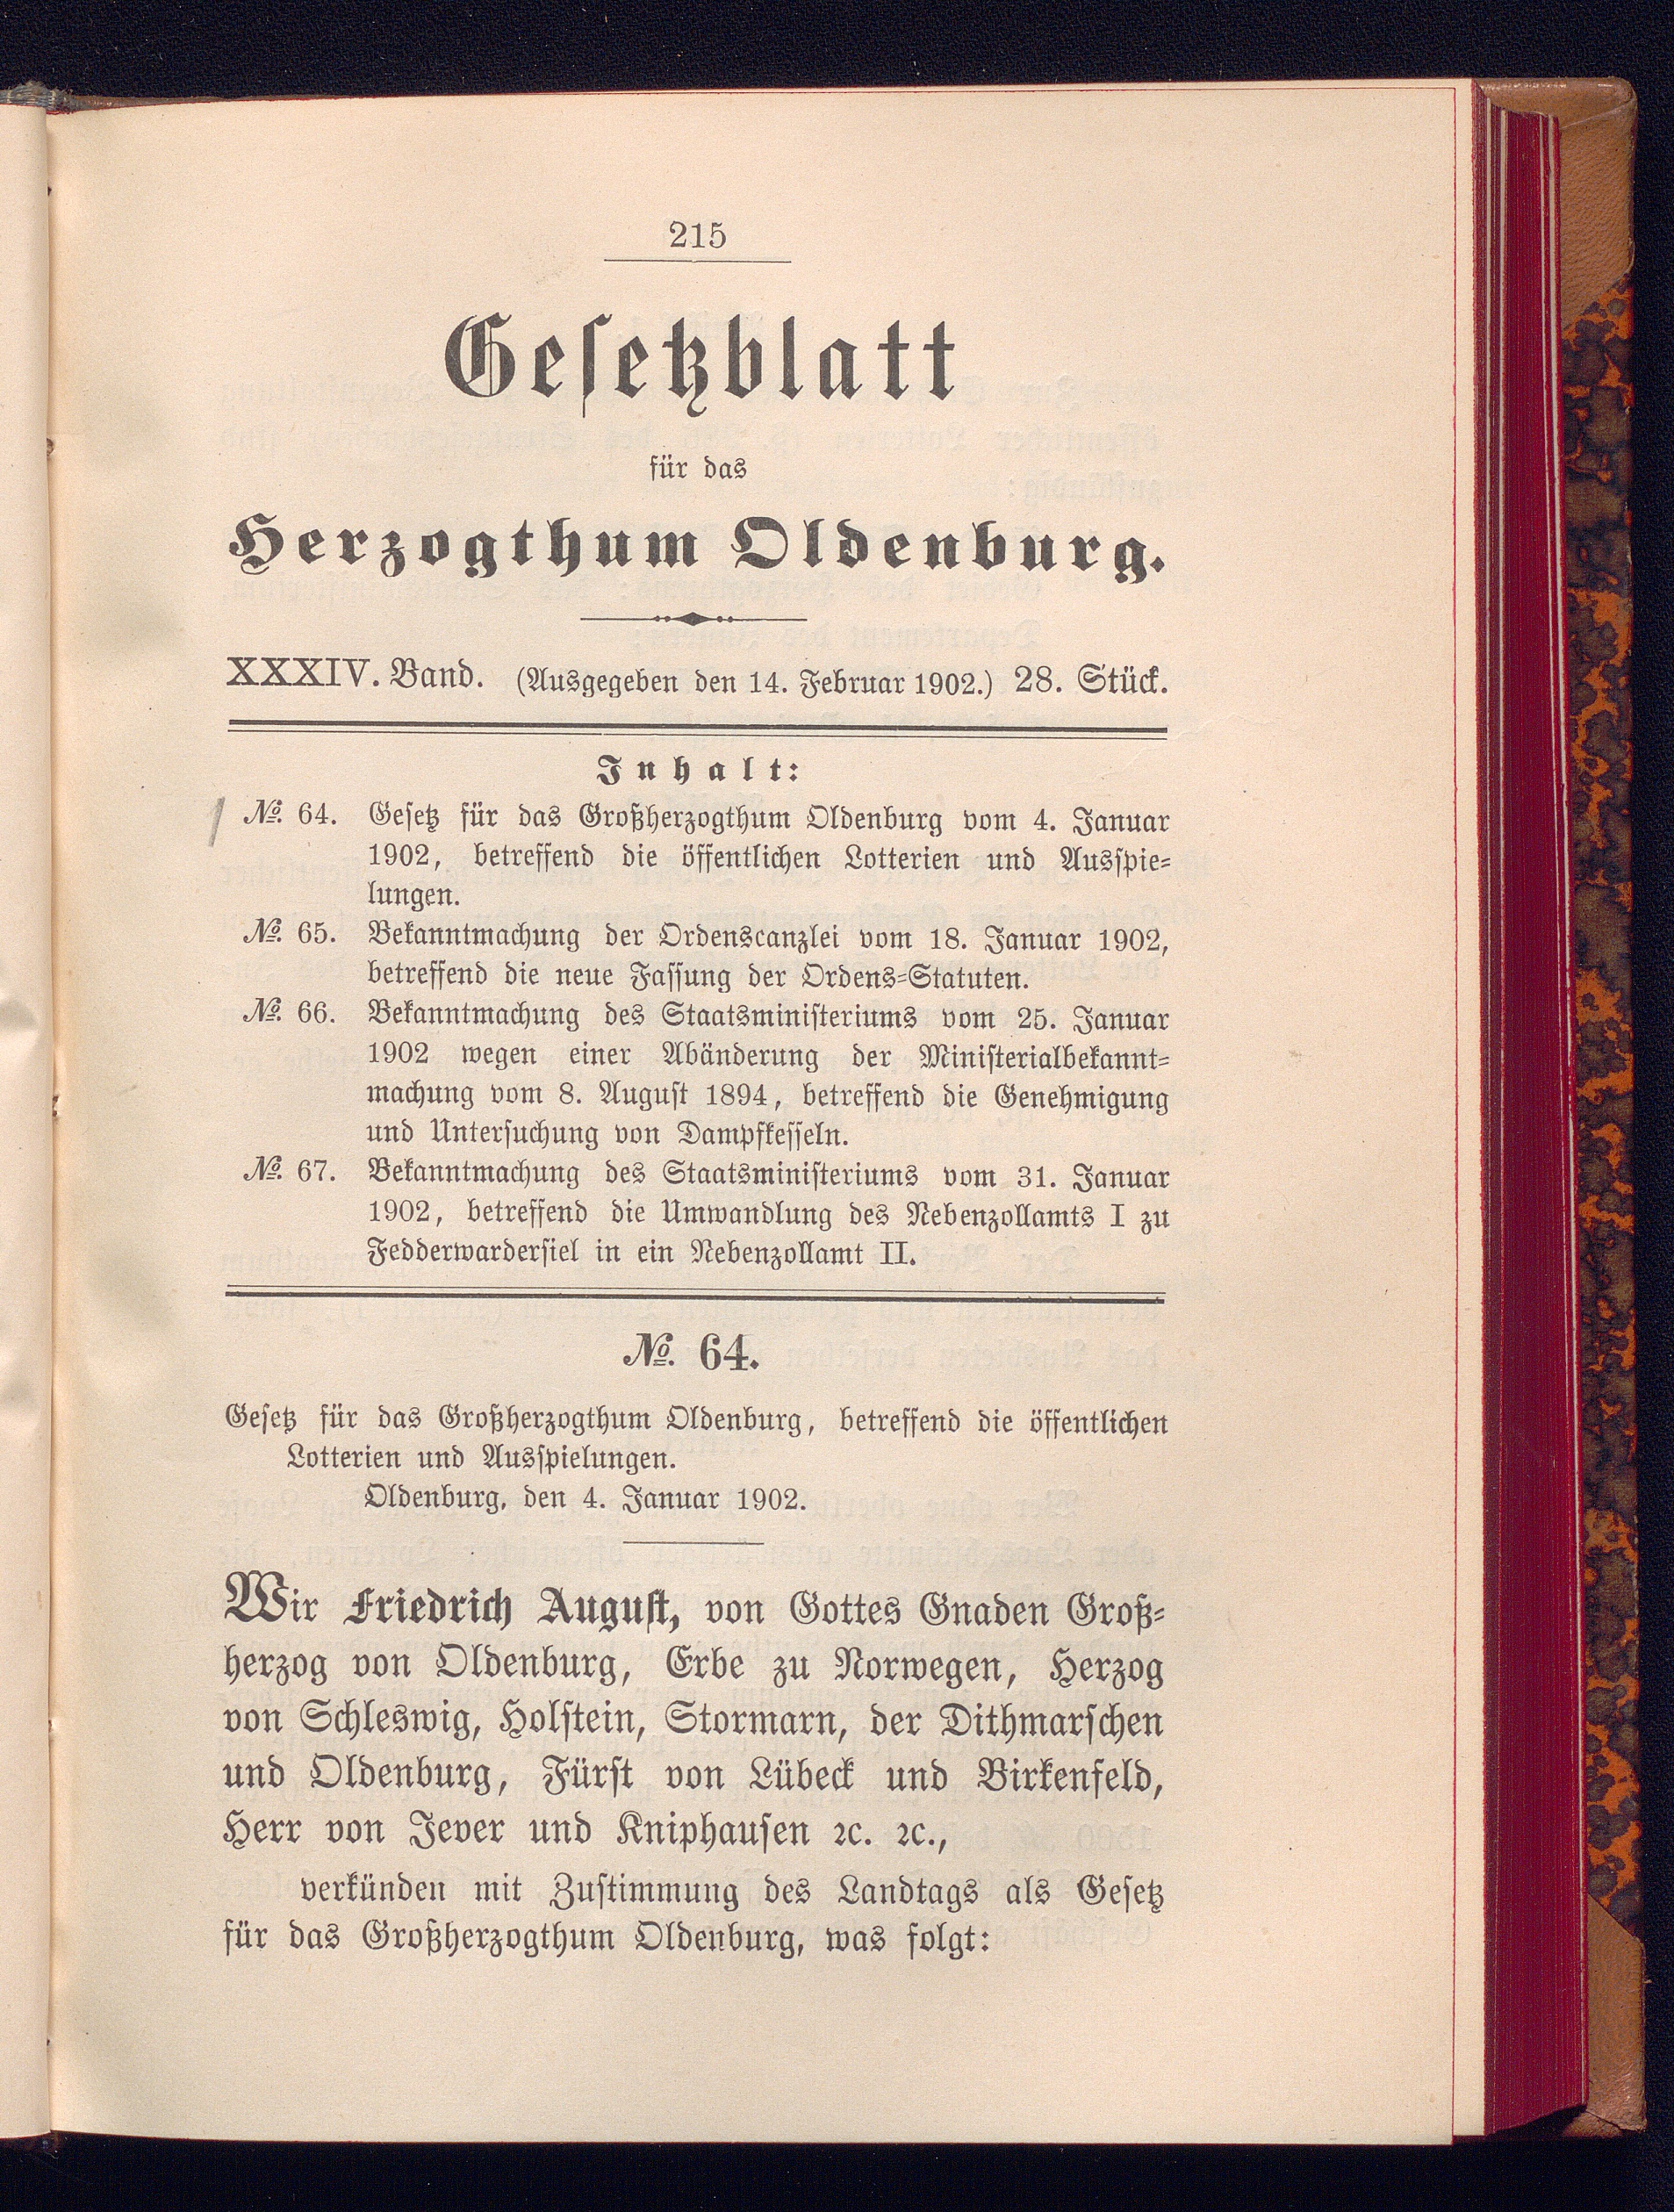 215
Gesetzblatt
für das
Herzogthum Oldenburg.
XXXIV. Band. (Ausgegeben den 14. Februar 1902.) 28. Stück.
Inhalt:
№. 64. Gesetz für das Großherzogthum Oldenburg vom 4. Januar
1902, betreffend die öffentlichen Lotterien und Ausspie-
lungen.
№. 65. Bekanntmachung der Ordenscanzlei vom 18. Januar 1902,
betreffend die neue Fassung der Ordens-Statuten.
№. 66. Bekanntmachung des Staatsministeriums vom 25. Januar
1902 wegen einer Abänderung der Ministerialbekannt-
machung vom 8. August 1894, betreffend die Genehmigung
und Untersuchung von Dampfkesseln.
№. 67. Bekanntmachung des Staatsministeriums vom 31. Januar
1902, betreffend die Umwandlung des Nebenzollamts I zu
Fedderwardersiel in ein Nebenzollamt II.
№. 64.
Gesetz für das Großherzogthum Oldenburg, betreffend die öffentlichen
Lotterien und Ausspielungen.
Oldenburg, den 4. Januar 1902.
Wir Friedrich August, von Gottes Gnaden Groß-
herzog von Oldenburg, Erbe zu Norwegen, Herzog
von Schleswig, Holstein, Stormarn, der Dithmarschen
und Oldenburg, Fürst von Lübeck und Birkenfeld,
Herr von Jever und Kniphausen ꝛc. ꝛc.,
verkünden mit Zustimmung des Landtags als Gesetz
für das Großherzogthum Oldenburg, was folgt: